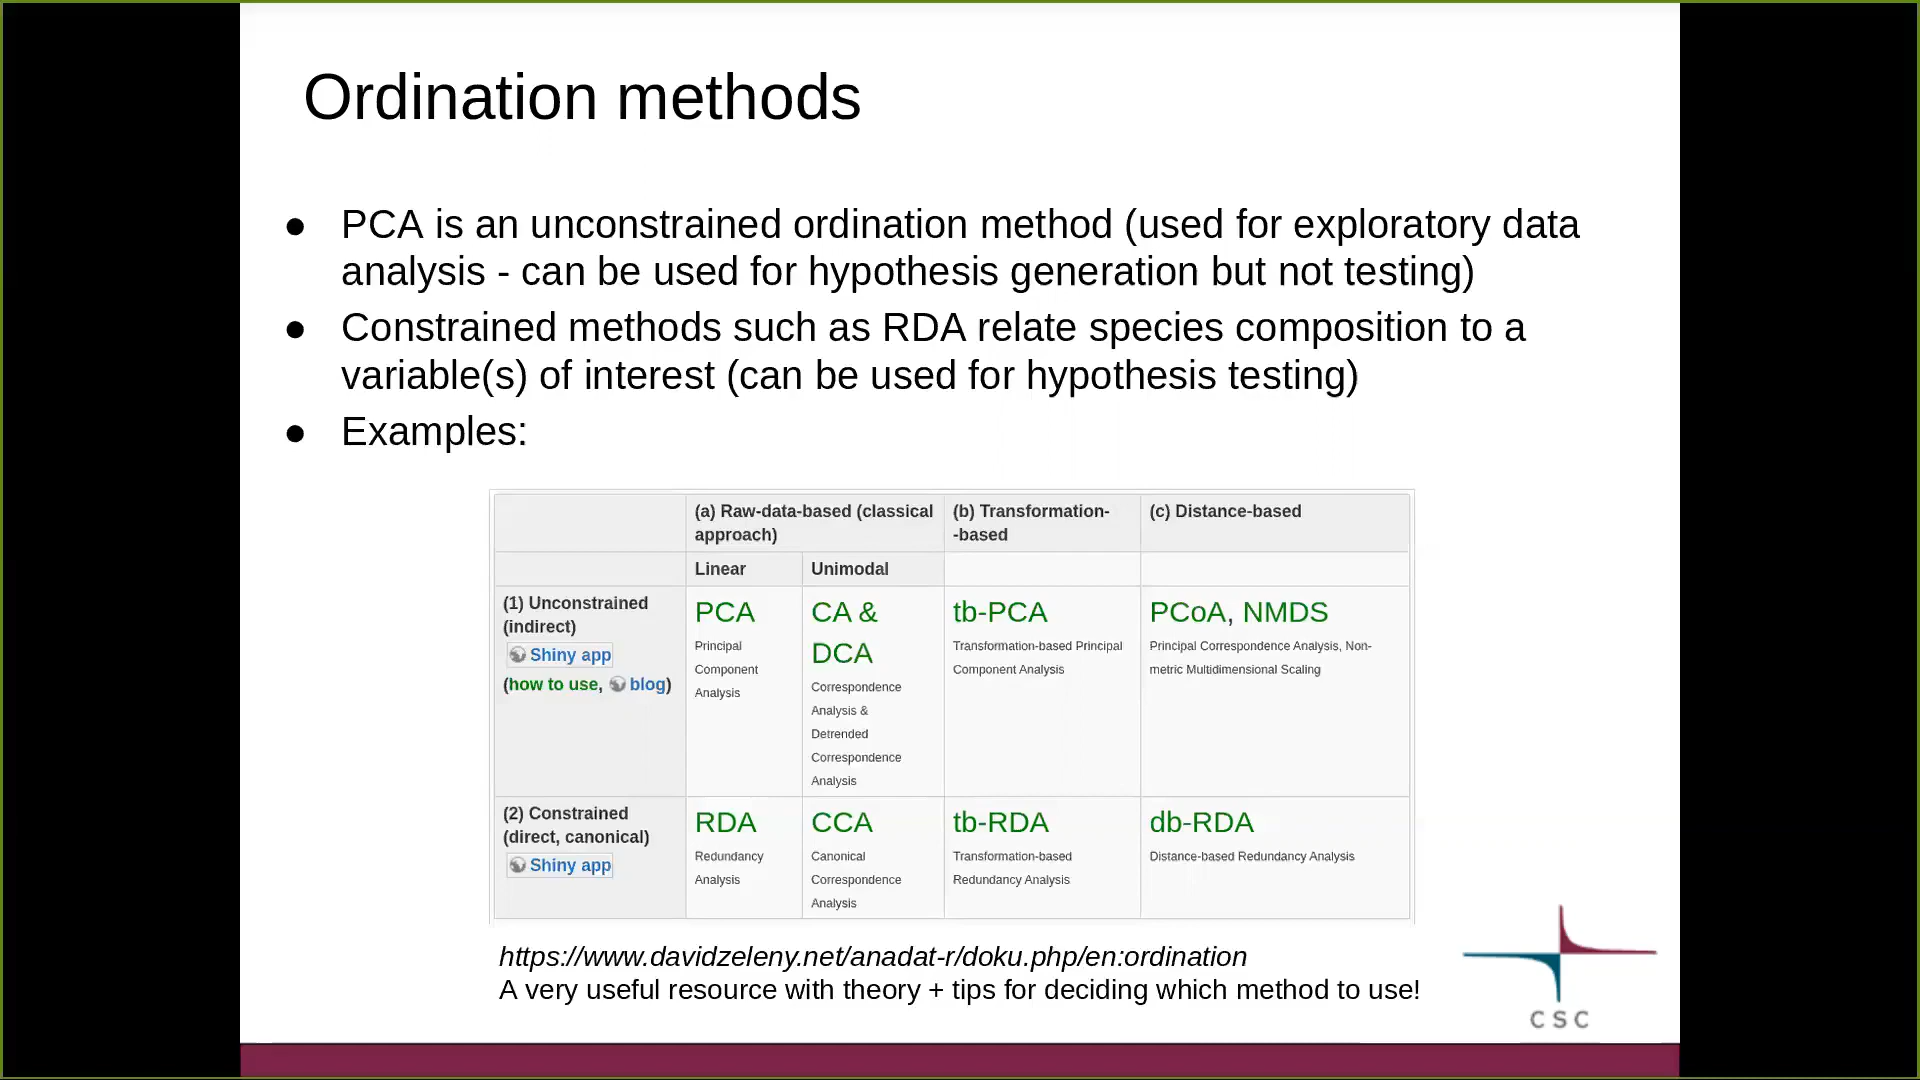 Ordination methods
● PCA is an unconstrained ordination method (used for exploratory data
analysis - can be used for hypothesis generation but not testing)
● Constrained methods such as RDA relate species composition to a
variable(s) of interest (can be used for hypothesis testing)
● Examples:
(a) Raw-data-based (classical
approach)
(b) Transformation-
-based
(c) Distance-based
Linear
Unimodal
(1) Unconstrained
(indirect)
Shiny app
(how to use, blog)
PCA
Principal
Component
Analysis
CA &
DCA
Correspondence
Analysis &
Detrended
Correspondence
Analysis
tb-PCA
Transformation-based Principal
Component Analysis
PCoA, NMDS
Principal Correspondence Analysis, Non-
metric Multidimensional Scaling
(2) Constrained
(direct, canonical)
Shiny app
RDA
Redundancy
Analysis
CCA
Canonical
Correspondence
Analysis
tb-RDA
Transformation-based
Redundancy Analysis
db-RDA
Distance-based Redundancy Analysis
https://www.davidzeleny.net/anadat-r/doku.php/en:ordination
A very useful resource with theory + tips for deciding which method to use!
CSC